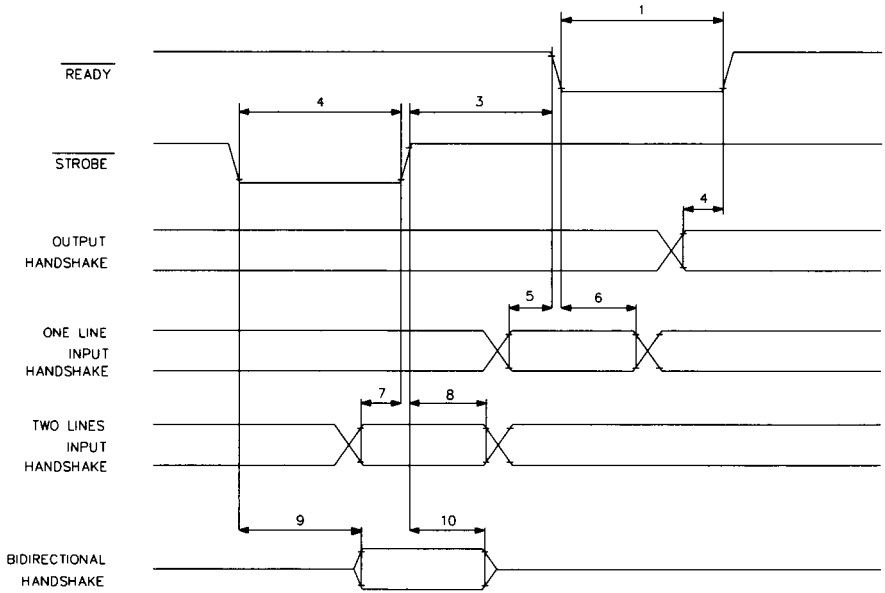 1
READY
4
3
STROBE
4
OUTPUT
HANDSHAKE
5
6
ONE LINE
INPUT
HANDSHAKE
7
8
TWO LINES
INPUT
HANDSHAKE
9
10
BIDIRECTIONAL
HANDSHAKE